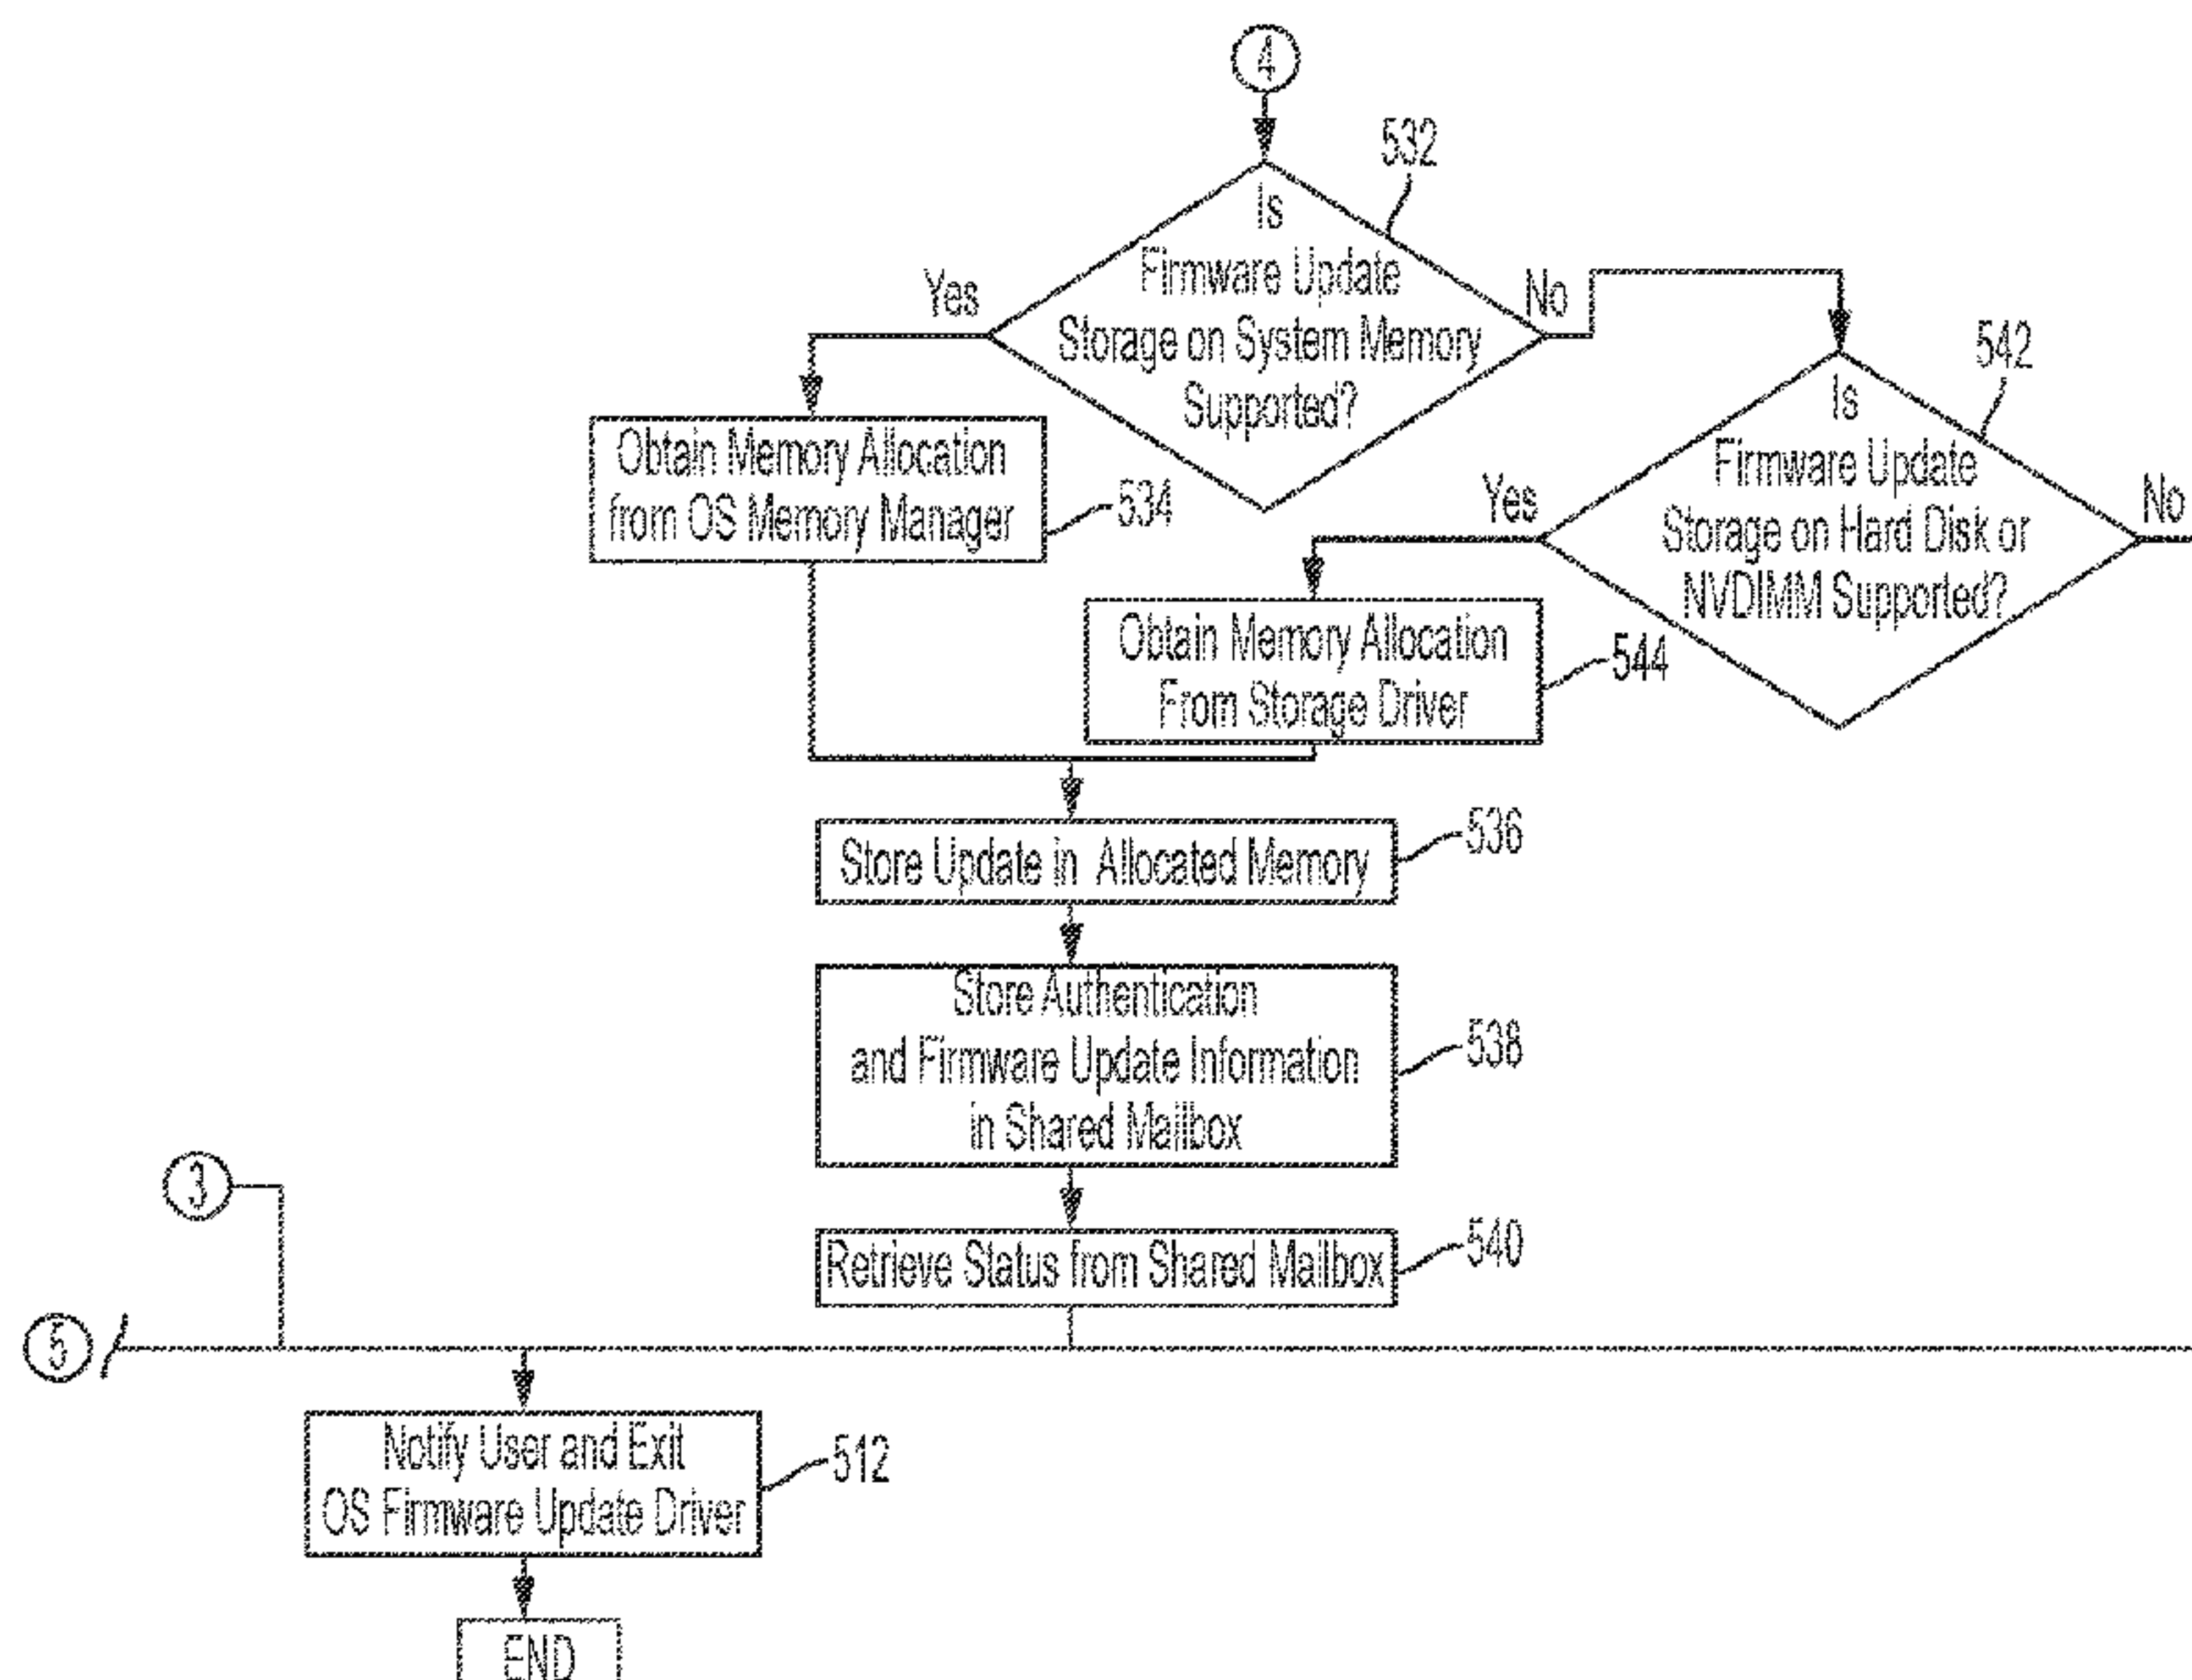 4
532
Is
Firmware Update
Storage on System Memory
Supported?
Yes
No
542
Is
Firmware Update
Storage on Hard Disk or
NVDIMM Supported?
Yes
No
Obtain Memory Allocation
from OS Memory Manager
534
Obtain Memory Allocation
From Storage Driver
544
Store Update in Allocated Memory
536
Store Authentication
and Firmware Update Information
in Shared Mailbox
538
3
Retrieve Status from Shared Mailbox
540
5
Notify User and Exit
OS Firmware Update Driver
512
END